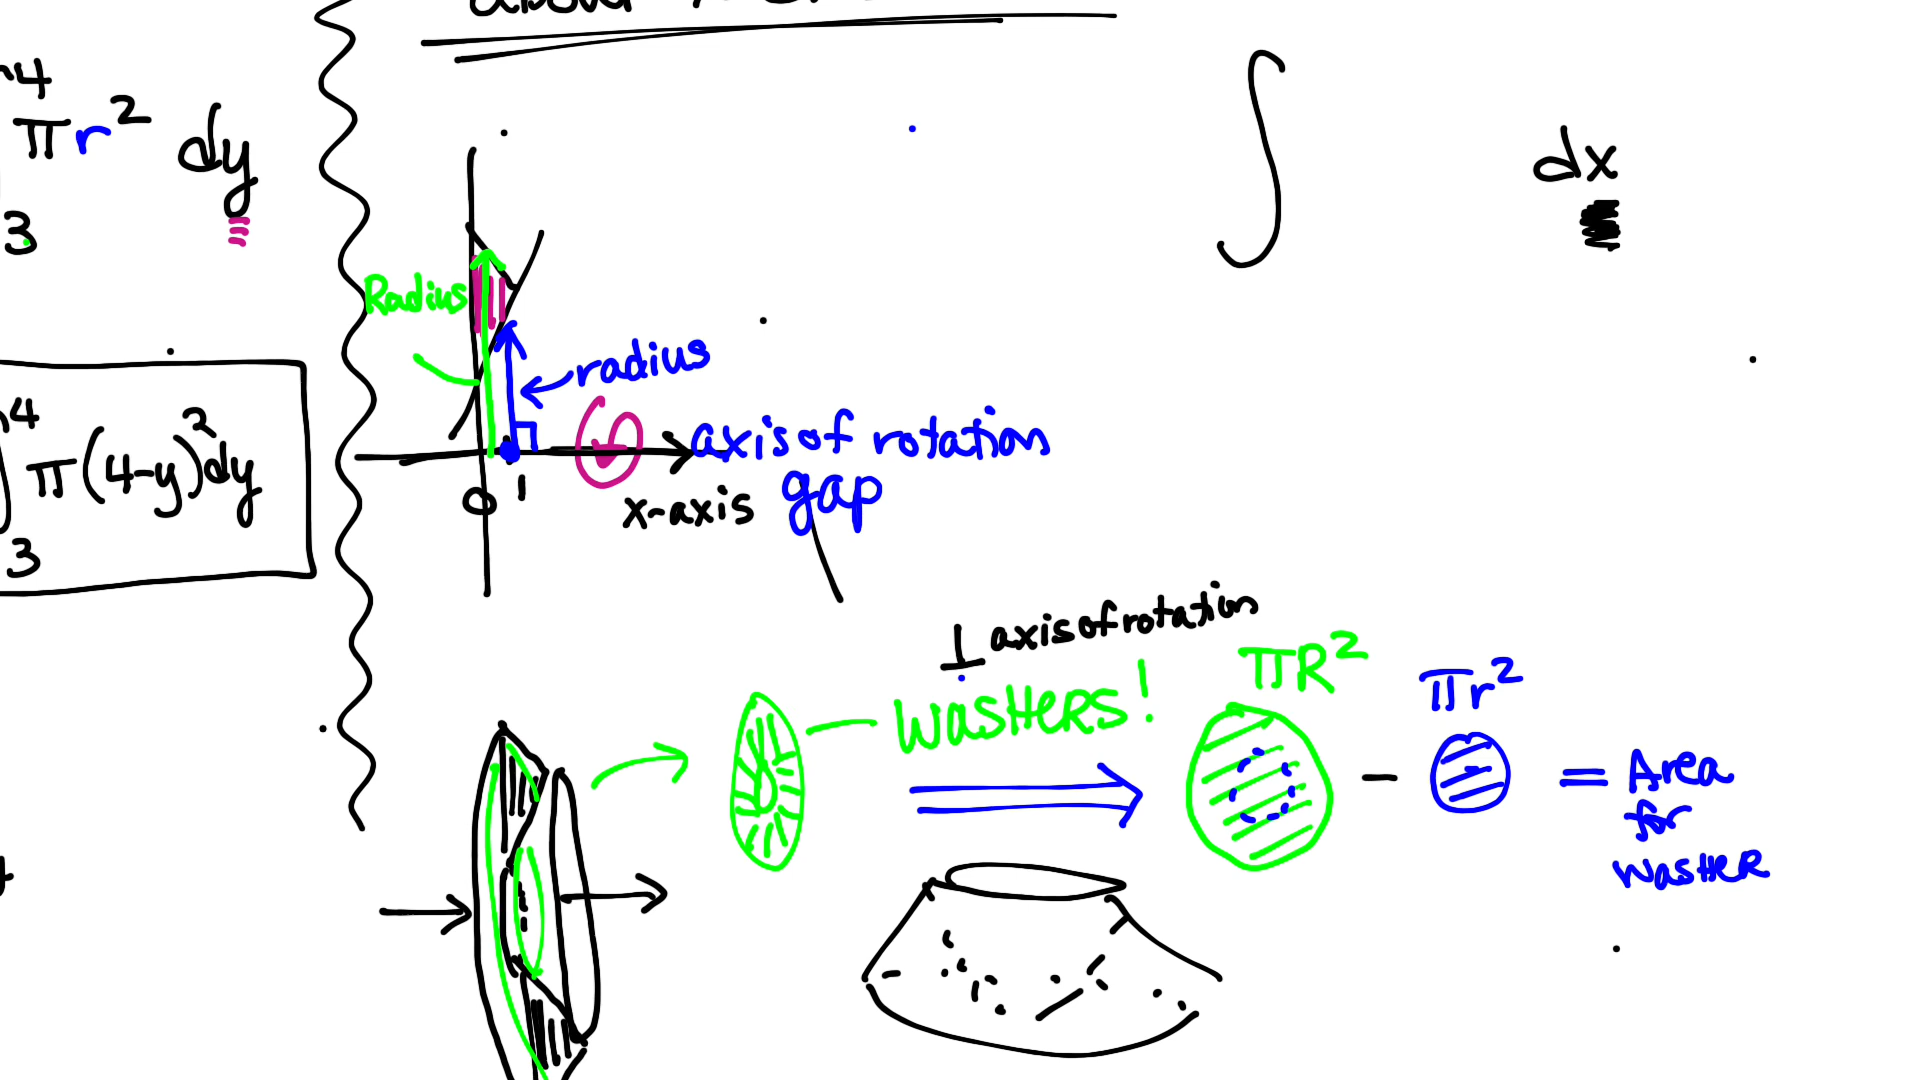 4
πr² dy
3
4
π(4-y)²dy
3
∫ dx
Radius
radius
axis of rotation
gap
0 1
x-axis
⊥ axis of rotation
WASHERS!
πR² - πr² = Area
for
WASHER